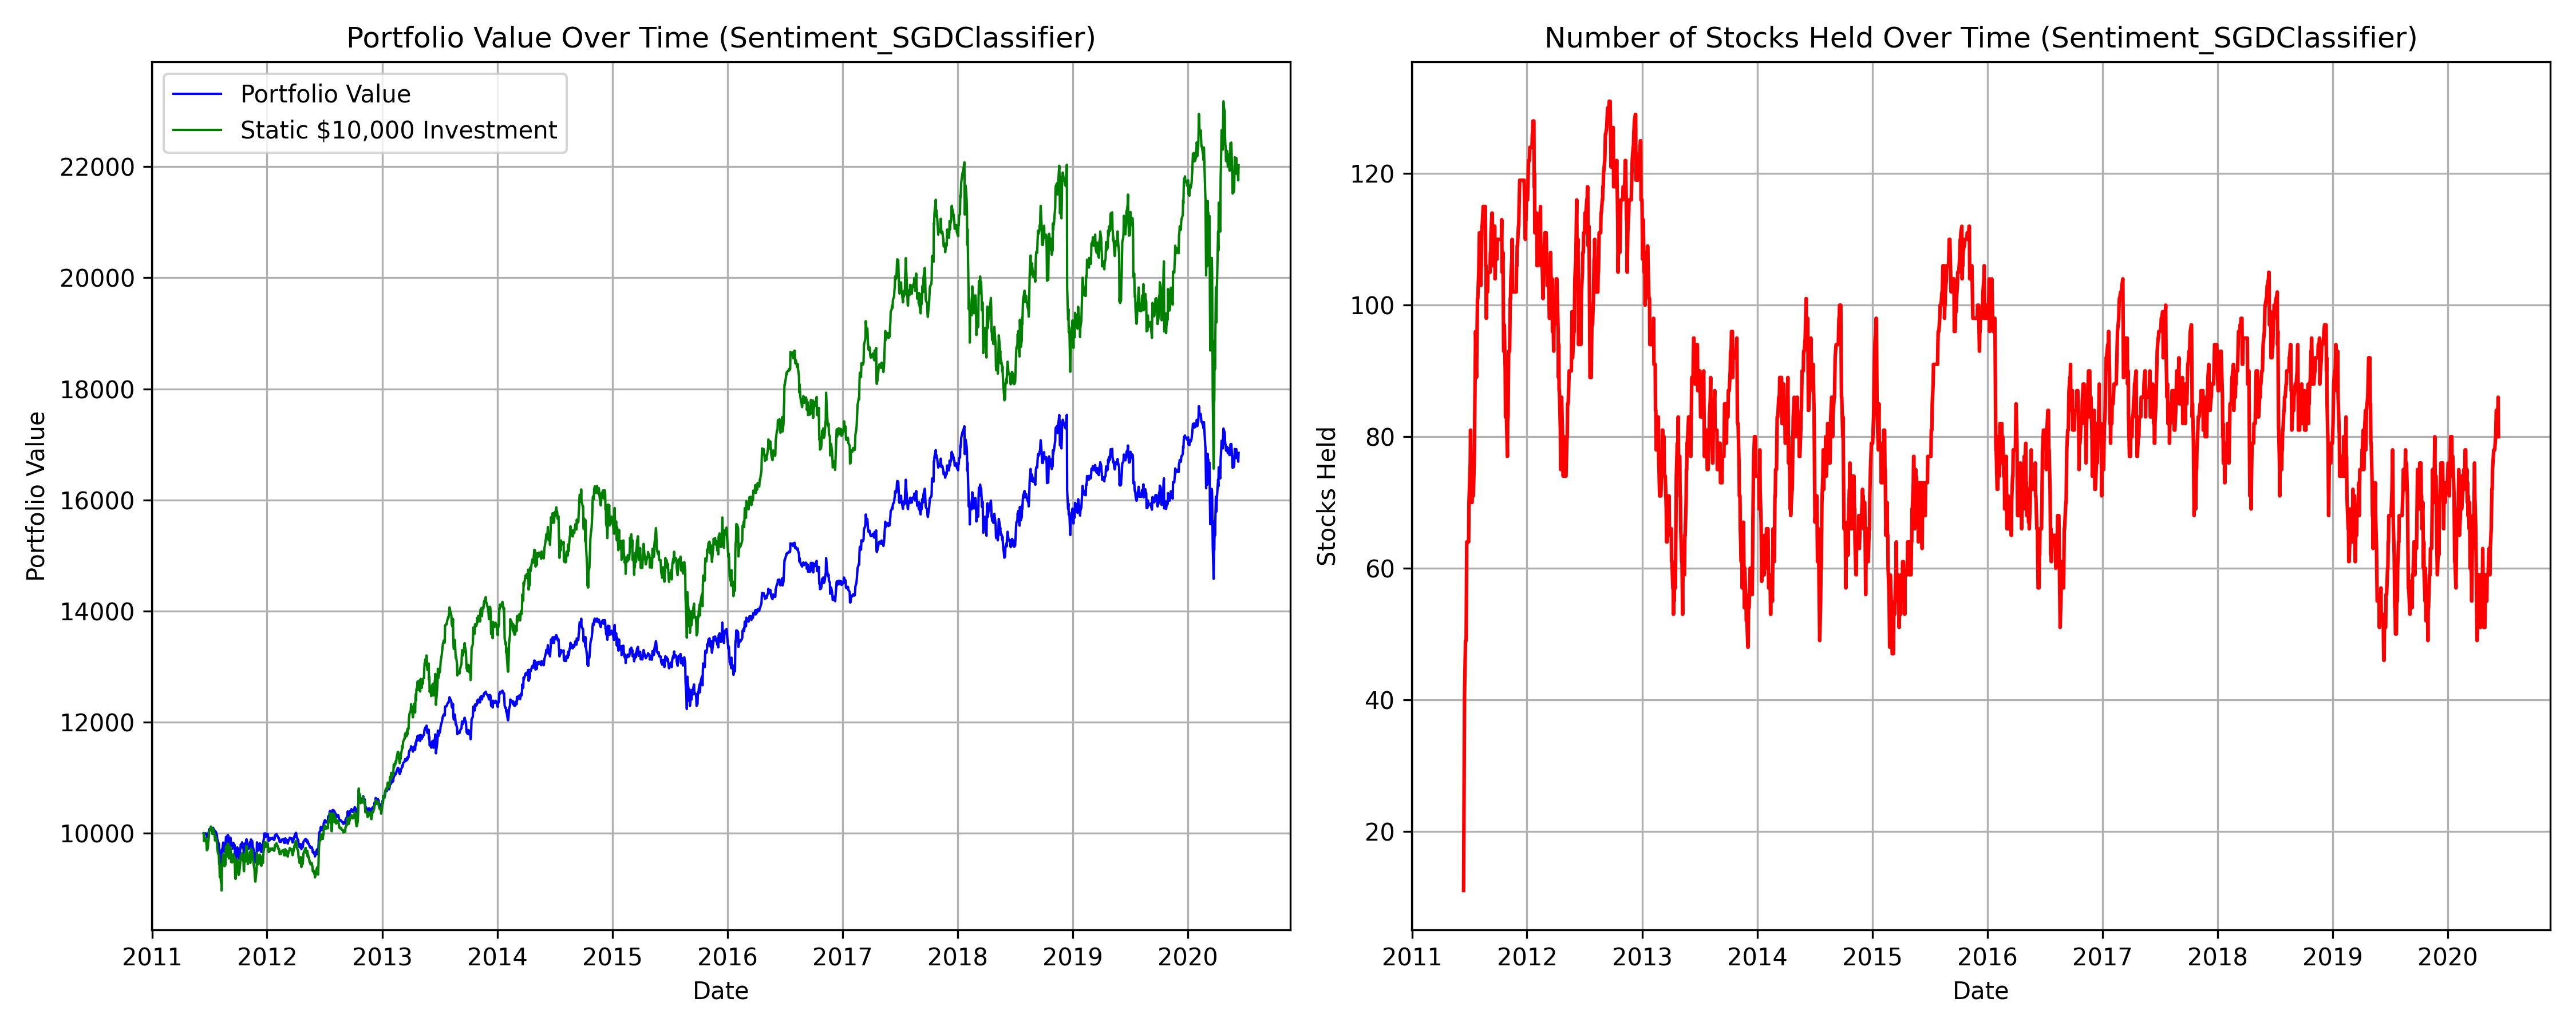 Portfolio Value Over Time (Sentiment_SGDClassifier)
Portfolio Value
Static $10,000 Investment
Portfolio Value
22000
20000
18000
16000
14000
12000
10000
2011 2012 2013 2014 2015 2016 2017 2018 2019 2020
Date
Number of Stocks Held Over Time (Sentiment_SGDClassifier)
Stocks Held
120
100
80
60
40
20
2011 2012 2013 2014 2015 2016 2017 2018 2019 2020
Date